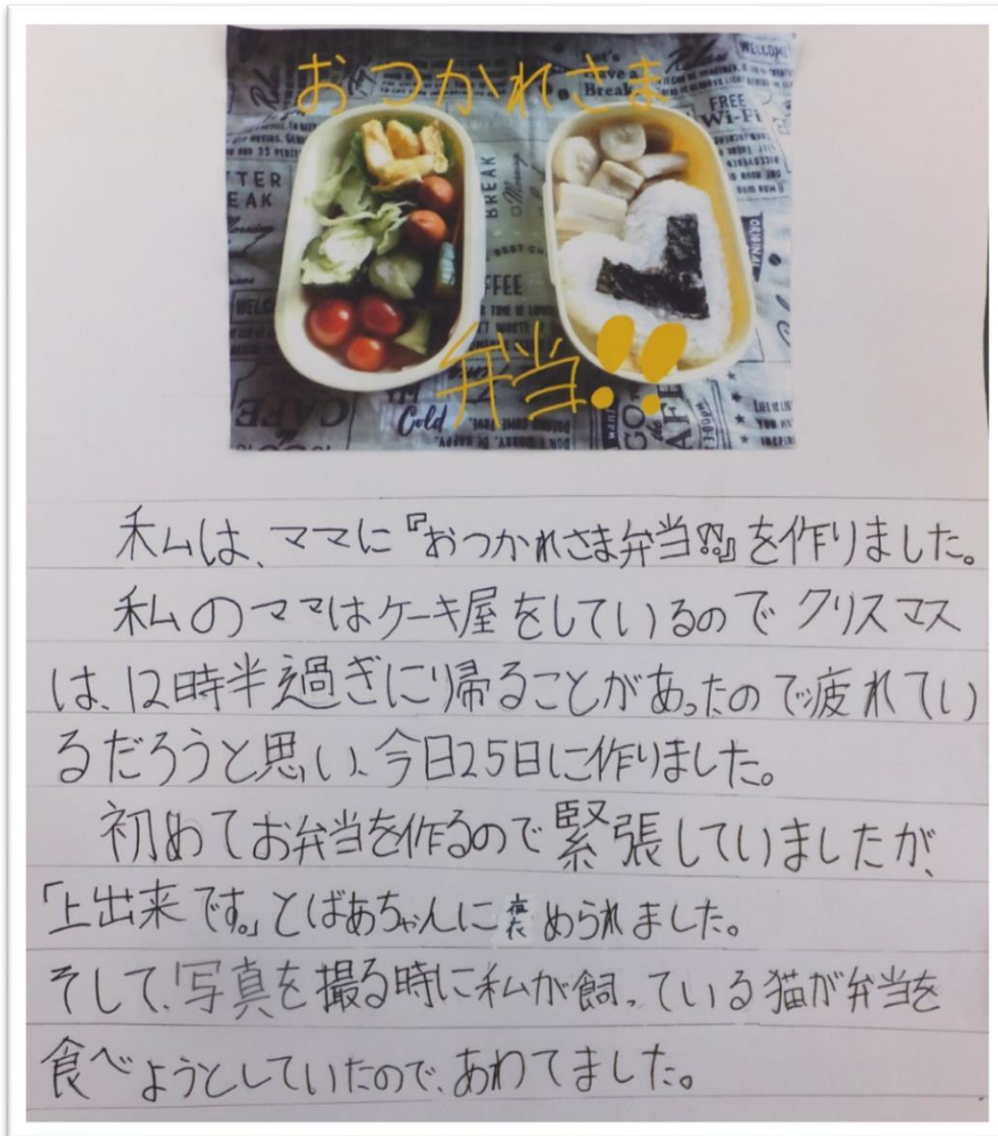 おつかれさま
弁当!!
WELCOME
FREE
Wi-Fi
BREAK
ORIGINAL
Cold
私は、ママに『おつかれさま弁当!!』を作りました。
私のママはケーキ屋をしているのでクリスマス
は、12時半過ぎに帰ることがあったので疲れてい
るだろうと思い、今日25日に作りました。
初めてお弁当を作るので緊張していましたが、
「上出来です。」とばあちゃんに褒められました。
そして、写真を撮る時に私が飼っている猫が弁当を
食べようとしていたので、あわてました。